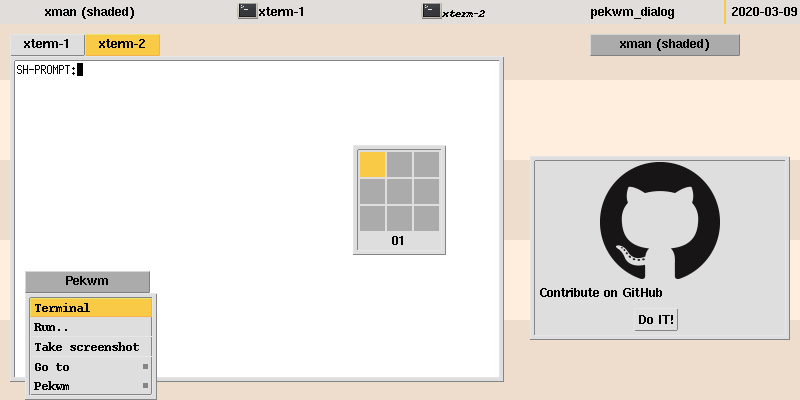 xman (shaded)
xterm-1
xterm-2
pekwm_dialog
2020-03-09
xterm-1
xterm-2
xman (shaded)
SH-PROMPT:
01
Contribute on GitHub
Do IT!
Pekwm
Terminal
Run..
Take screenshot
Go to
Pekwm